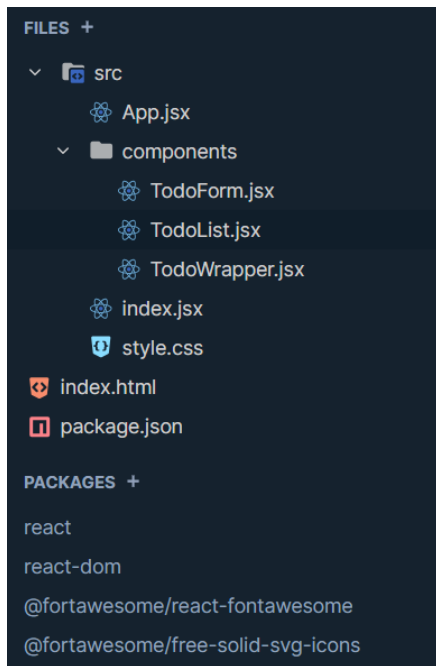 FILES +
src
App.jsx
components
TodoForm.jsx
TodoList.jsx
TodoWrapper.jsx
index.jsx
style.css
index.html
package.json
PACKAGES +
react
react-dom
@fortawesome/react-fontawesome
@fortawesome/free-solid-svg-icons